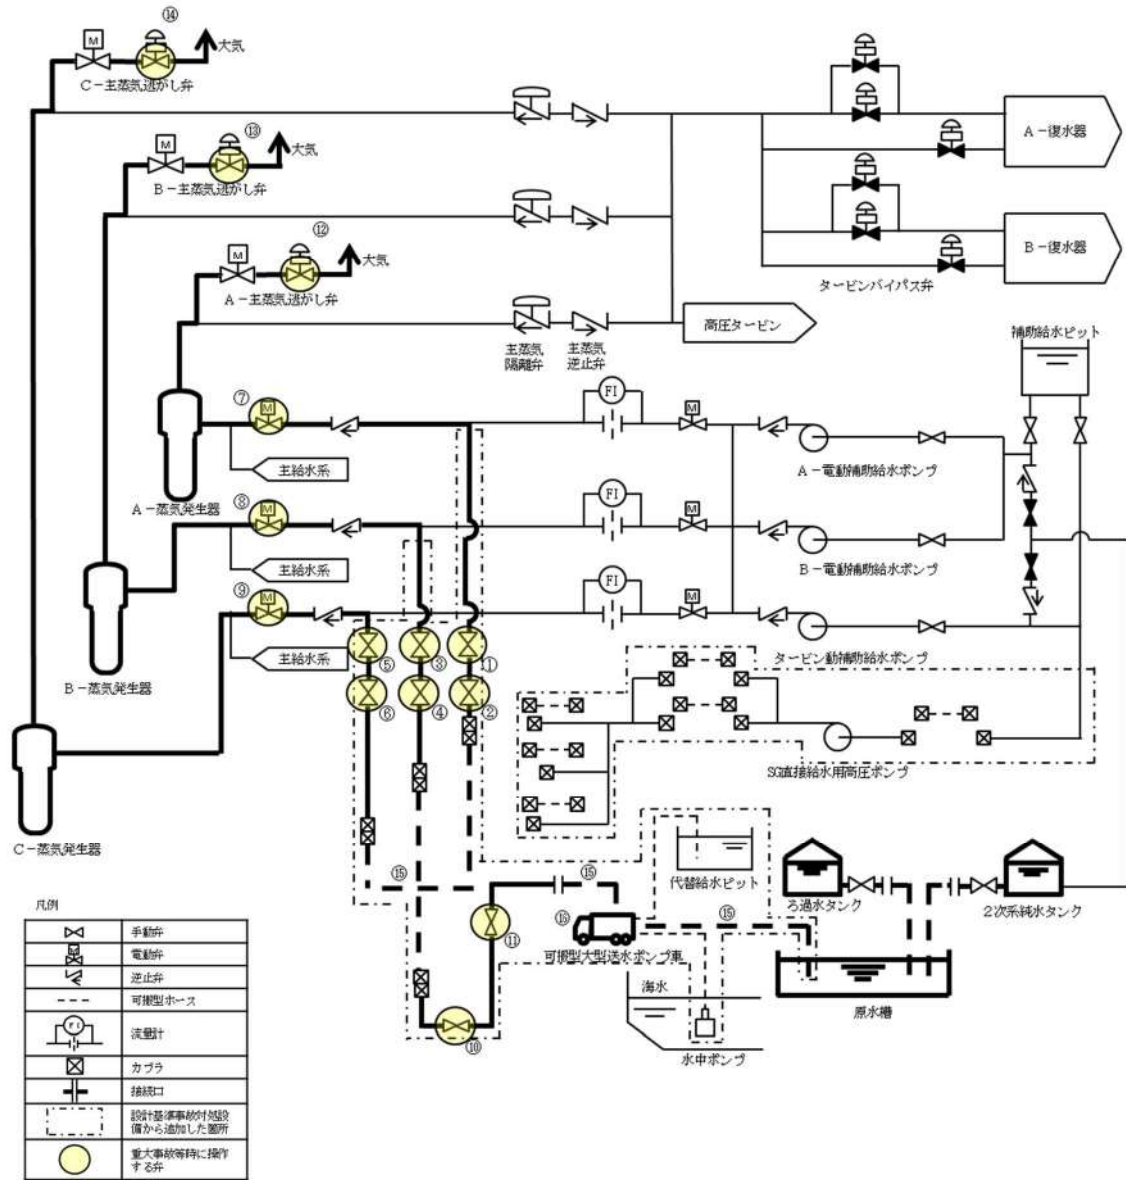 ⑭
M
大気
C－主蒸気逃がし弁
⑬
M
大気
B－主蒸気逃がし弁
⑫
M
大気
A－主蒸気逃がし弁
A－復水器
B－復水器
タービンバイパス弁
高圧タービン
主蒸気
隔離弁
主蒸気
逆止弁
補助給水ピット
⑦
M
FI
M
主給水系
A－電動補助給水ポンプ
A－蒸気発生器
⑧
M
FI
M
主給水系
B－電動補助給水ポンプ
⑨
M
FI
M
主給水系
タービン動補助給水ポンプ
B－蒸気発生器
⑤
③
①
⑥
④
②
SG直接給水用高圧ポンプ
C－蒸気発生器
⑮
⑮
代替給水ピット
⑯
⑮
可搬型大型送水ポンプ車
ろ過水タンク
2次系純水タンク
⑪
⑩
海水
水中ポンプ
原水槽
凡例
手動弁
M
電動弁
逆止弁
可搬型ホース
FI
流量計
カプラ
接続口
設計基準事故対処設
備から追加した箇所
重大事故等時に操作
する弁